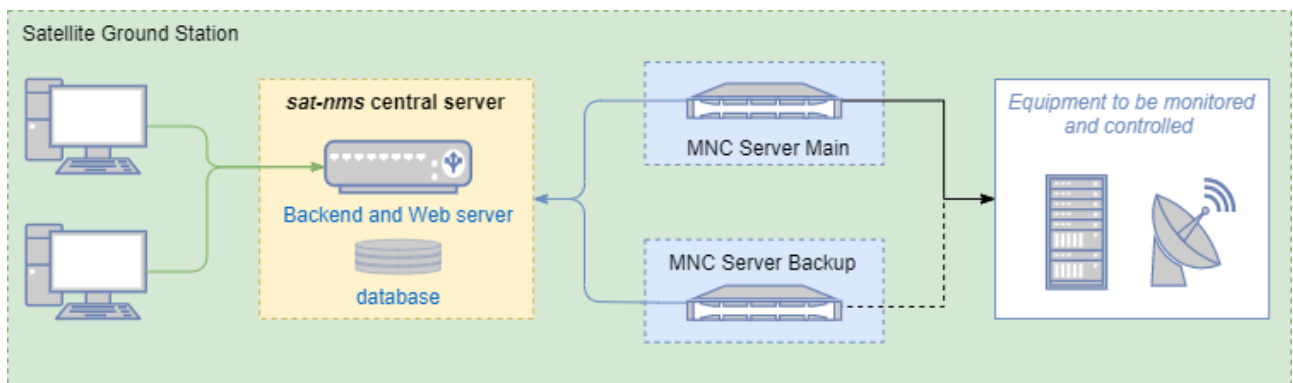 Satellite Ground Station
sat-nms central server
Backend and Web server
database
MNC Server Main
MNC Server Backup
Equipment to be monitored
and controlled